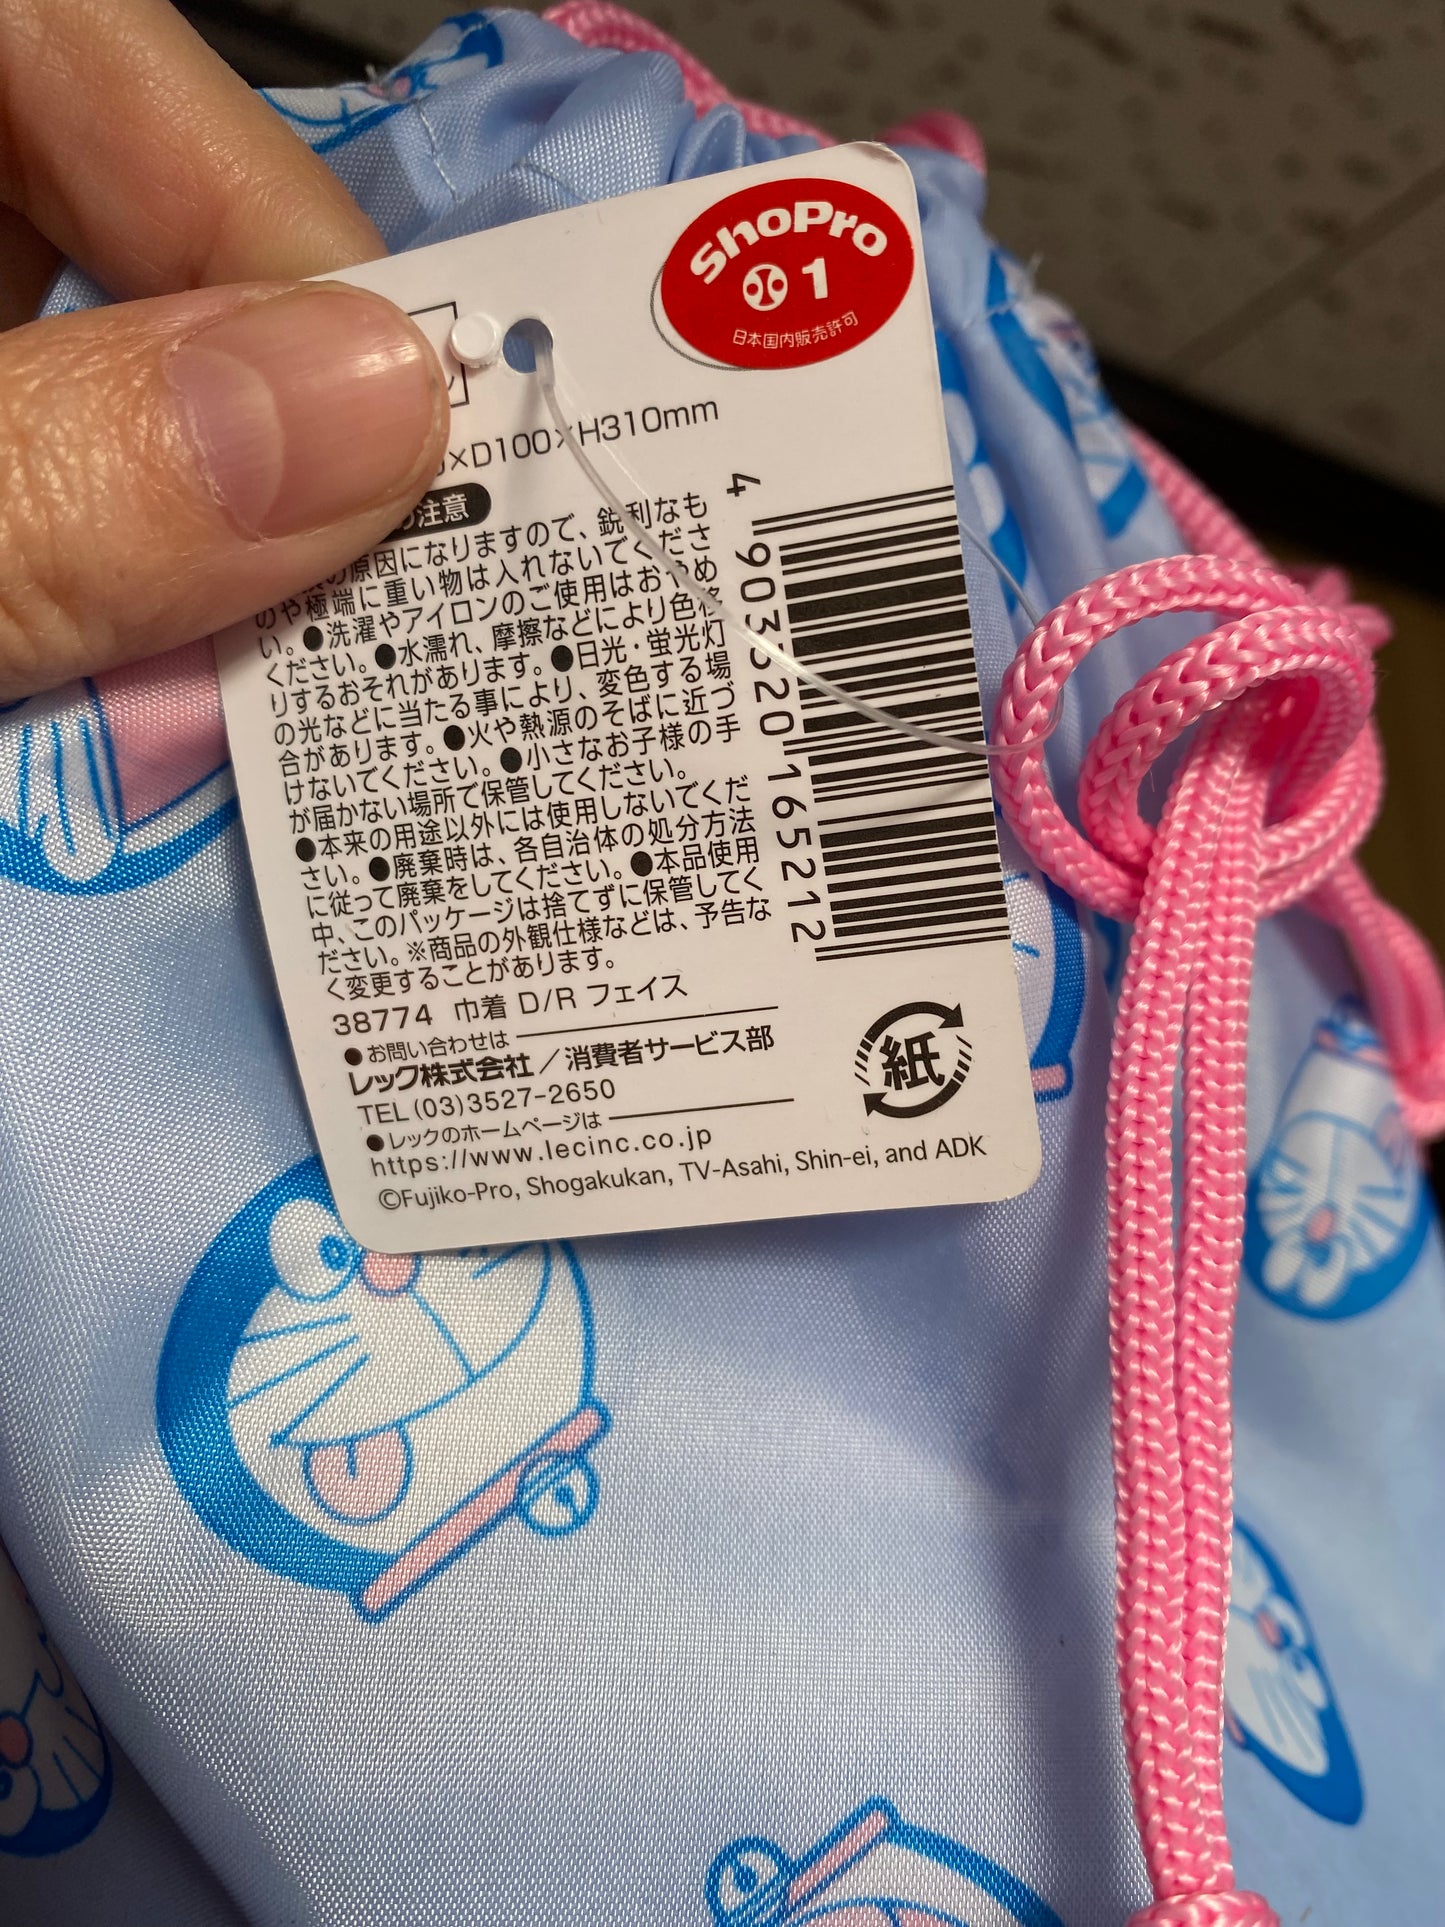 ShoPro
1
日本国内販売許可
×D100×H310mm
注意
の原因になりますので、鋭利なも
のや極端に重い物は入れないでくださ
い。●洗濯やアイロンのご使用はおやめ
ください。●水濡れ、摩擦などにより色移
りするおそれがあります。●日光・蛍光灯
の光などに当たる事により、変色する場
合があります。●火や熱源のそばに近づ
けないでください。●小さなお子様の手
が届かない場所で保管してください。
●本来の用途以外には使用しないでくだ
さい。●廃棄時は、各自治体の処分方法
に従って廃棄をしてください。●本品使用
中、このパッケージは捨てずに保管してく
ださい。※商品の外観仕様などは、予告な
く変更することがあります。
38774 巾着 D/R フェイス
●お問い合わせは
レック株式会社／消費者サービス部
TEL(03)3527-2650
●レックのホームページは
https://www.lecinc.co.jp
©Fujiko-Pro, Shogakukan, TV-Asahi, Shin-ei, and ADK
4 903320 165212
紙